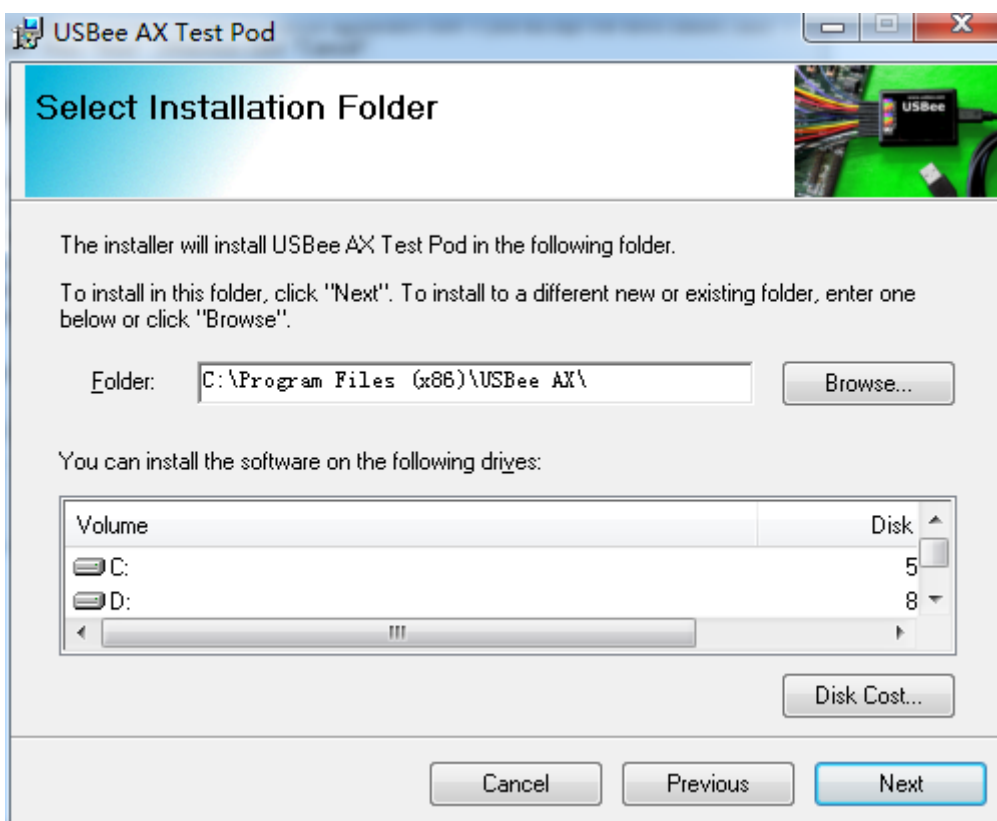 USBee AX Test Pod
Select Installation Folder
USBee
The installer will install USBee AX Test Pod in the following folder.
To install in this folder, click "Next". To install to a different new or existing folder, enter one
below or click "Browse".
Folder: C:\Program Files (x86)\USBee AX\ Browse...
You can install the software on the following drives:
Volume Disk
C: 5
D: 8
Disk Cost...
Cancel Previous Next